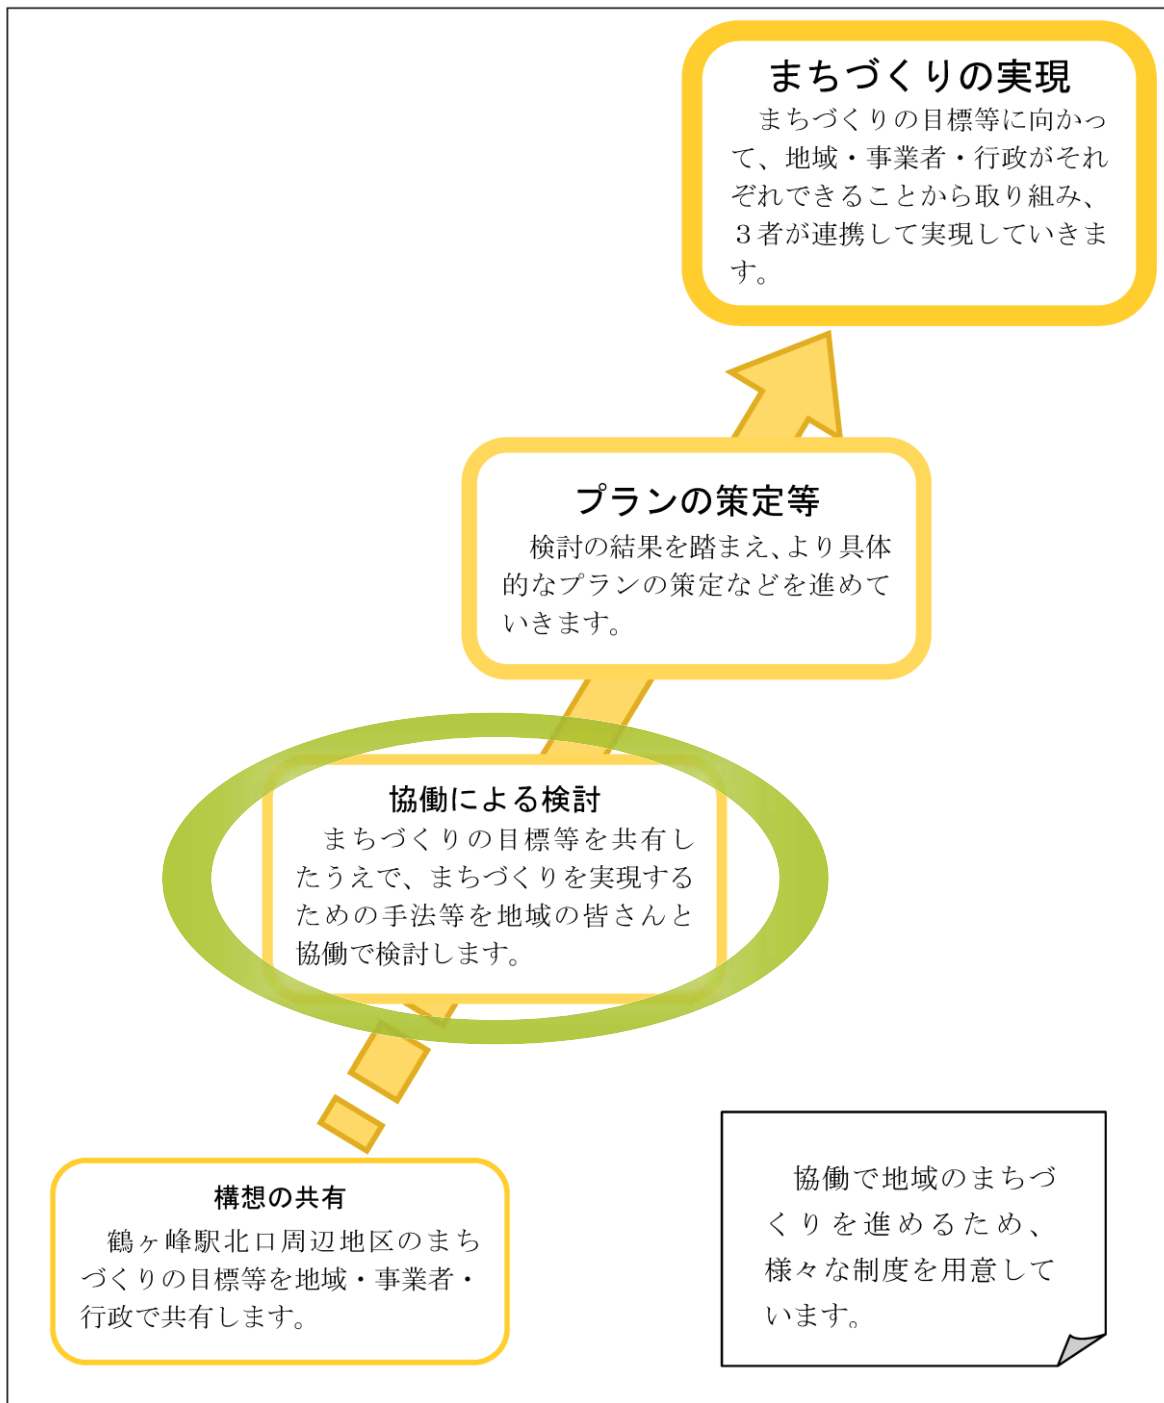 まちづくりの実現
まちづくりの目標等に向かっ
て、地域・事業者・行政がそれ
ぞれできることから取り組み、
３者が連携して実現していきま
す。
プランの策定等
検討の結果を踏まえ、より具体
的なプランの策定などを進めて
いきます。
協働による検討
まちづくりの目標等を共有し
たうえで、まちづくりを実現する
ための手法等を地域の皆さんと
協働で検討します。
構想の共有
鶴ヶ峰駅北口周辺地区のまち
づくりの目標等を地域・事業者・
行政で共有します。
協働で地域のまちづ
くりを進めるため、
様々な制度を用意して
います。